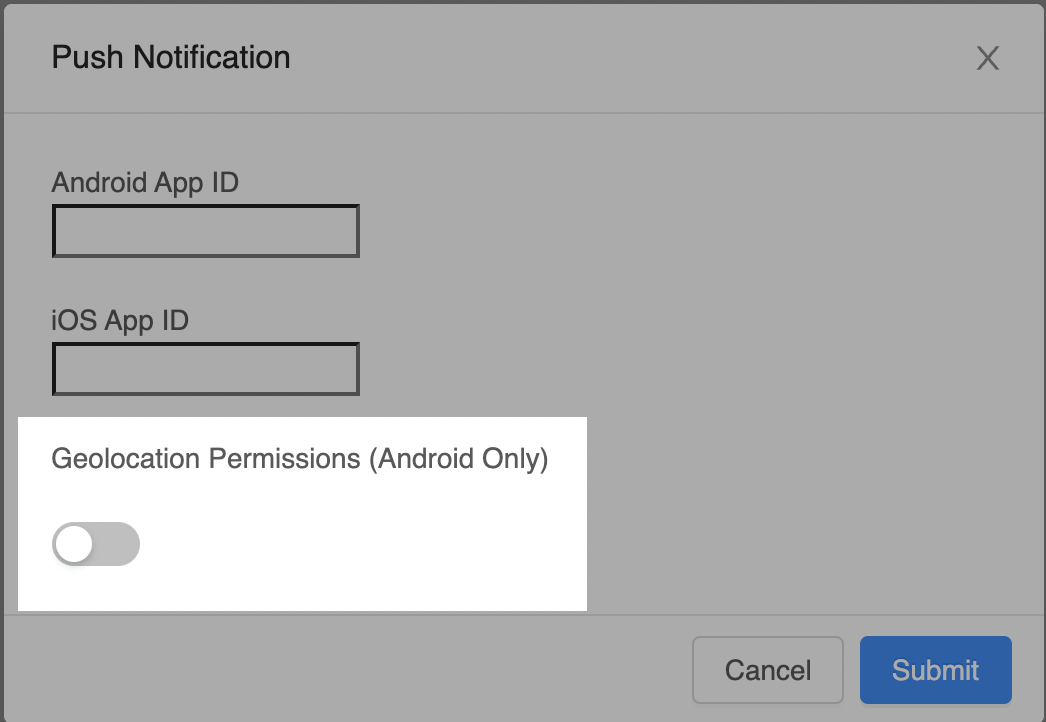 Push Notification
Android App ID
iOS App ID
Geolocation Permissions (Android Only)
Cancel Submit